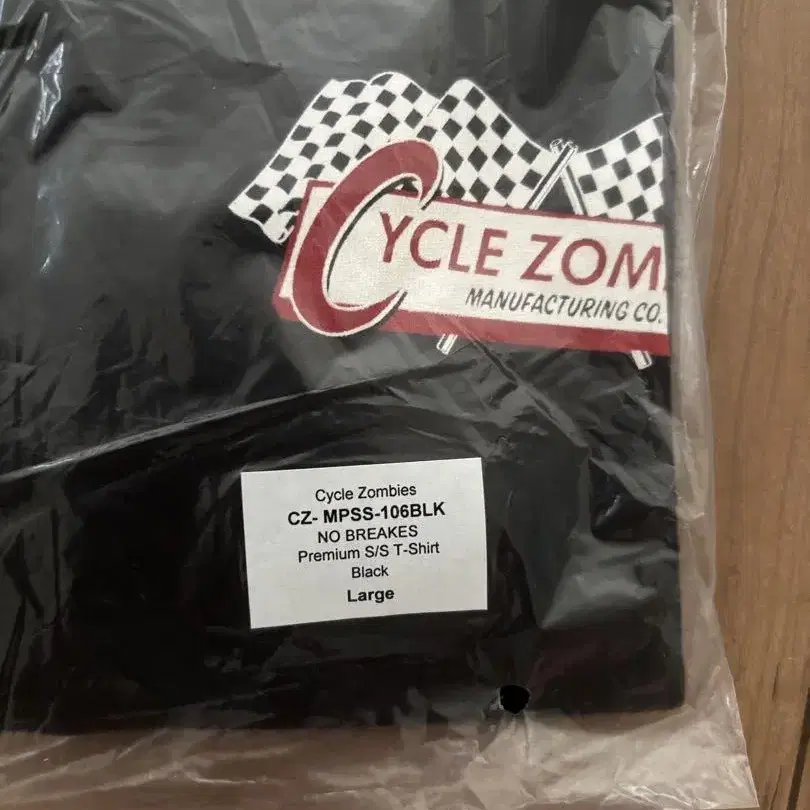 CYCLE ZOM
MANUFACTURING CO.
Cycle Zombies
CZ- MPSS-106BLK
NO BREAKES
Premium S/S T-Shirt
Black
Large